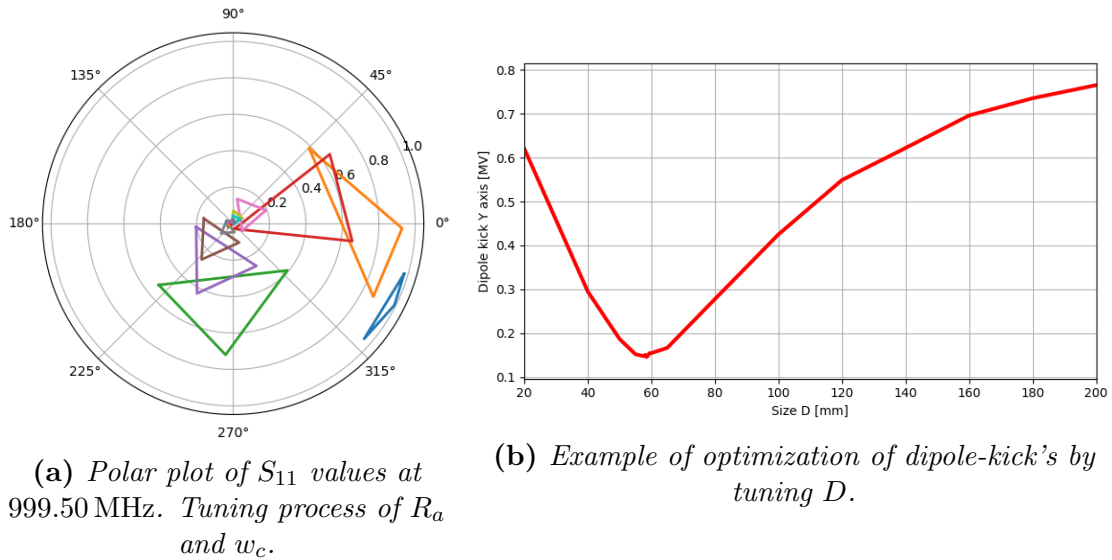 90°
135°
45°
1.0
0.8
0.6
0.4
0.2
180°
0°
225°
315°
270°
(a) Polar plot of S₁₁ values at
999.50 MHz. Tuning process of Rₐ
and w_c.
0.8
0.7
0.6
0.5
0.4
0.3
0.2
0.1
Dipole kick Y axis [MV]
20 40 60 80 100 120 140 160 180 200
Size D [mm]
(b) Example of optimization of dipole-kick's by
tuning D.